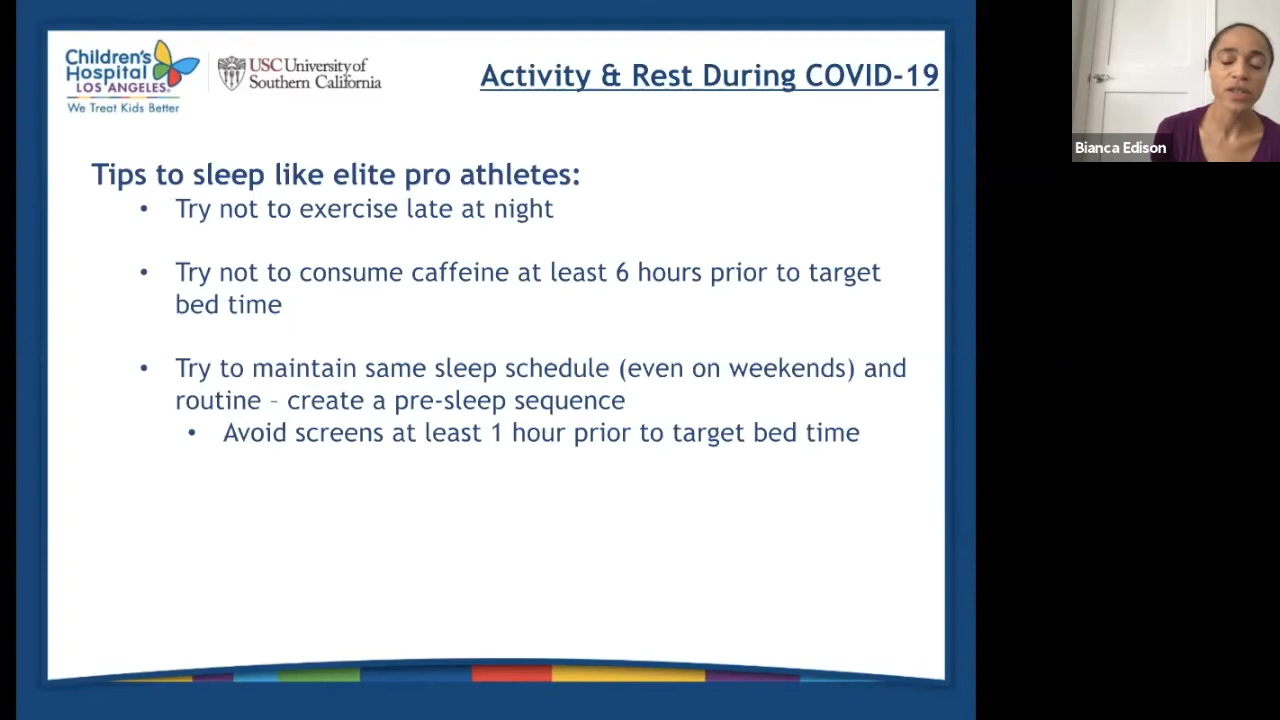 Children's
Hospital
LOS ANGELES
We Treat Kids Better
USC University of
Southern California
Activity & Rest During COVID-19
Bianca Edison
Tips to sleep like elite pro athletes:
• Try not to exercise late at night
• Try not to consume caffeine at least 6 hours prior to target
bed time
• Try to maintain same sleep schedule (even on weekends) and
routine – create a pre-sleep sequence
• Avoid screens at least 1 hour prior to target bed time